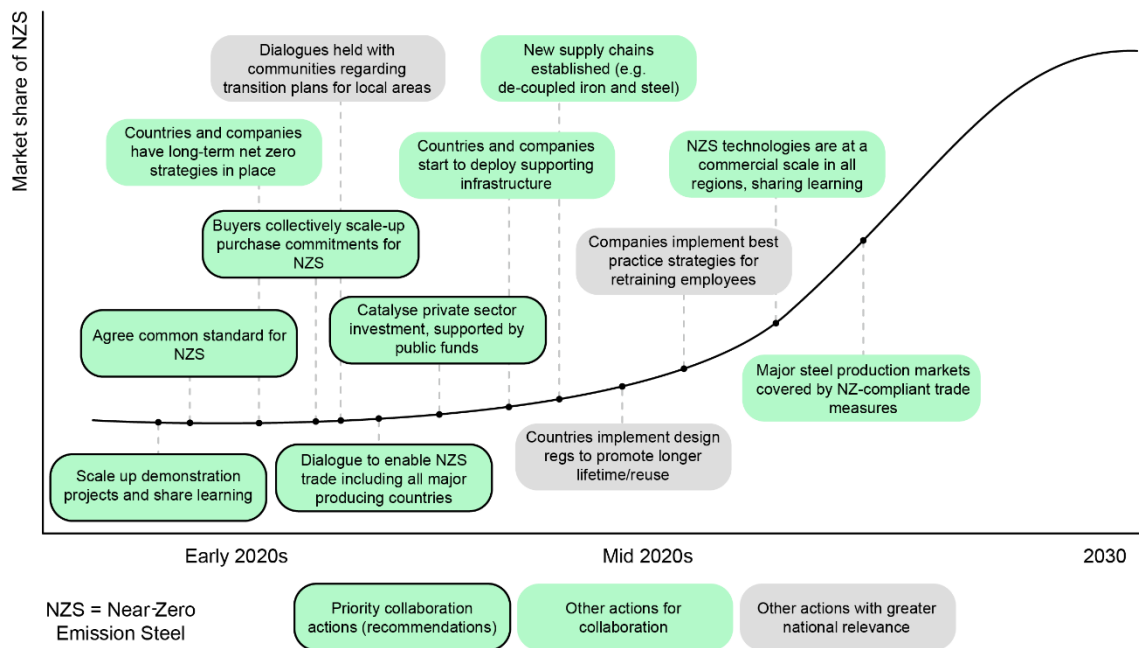 Market share of NZS
Dialogues held with
communities regarding
transition plans for local areas
New supply chains
established (e.g.
de-coupled iron and steel)
Countries and companies
have long-term net zero
strategies in place
Countries and companies
start to deploy supporting
infrastructure
NZS technologies are at a
commercial scale in all
regions, sharing learning
Buyers collectively scale-up
purchase commitments for
NZS
Companies implement best
practice strategies for
retraining employees
Agree common standard for
NZS
Catalyse private sector
investment, supported by
public funds
Major steel production markets
covered by NZ-compliant trade
measures
Scale up demonstration
projects and share learning
Dialogue to enable NZS
trade including all major
producing countries
Countries implement design
regs to promote longer
lifetime/reuse
Early 2020s
Mid 2020s
2030
NZS = Near-Zero
Emission Steel
Priority collaboration
actions (recommendations)
Other actions for
collaboration
Other actions with greater
national relevance